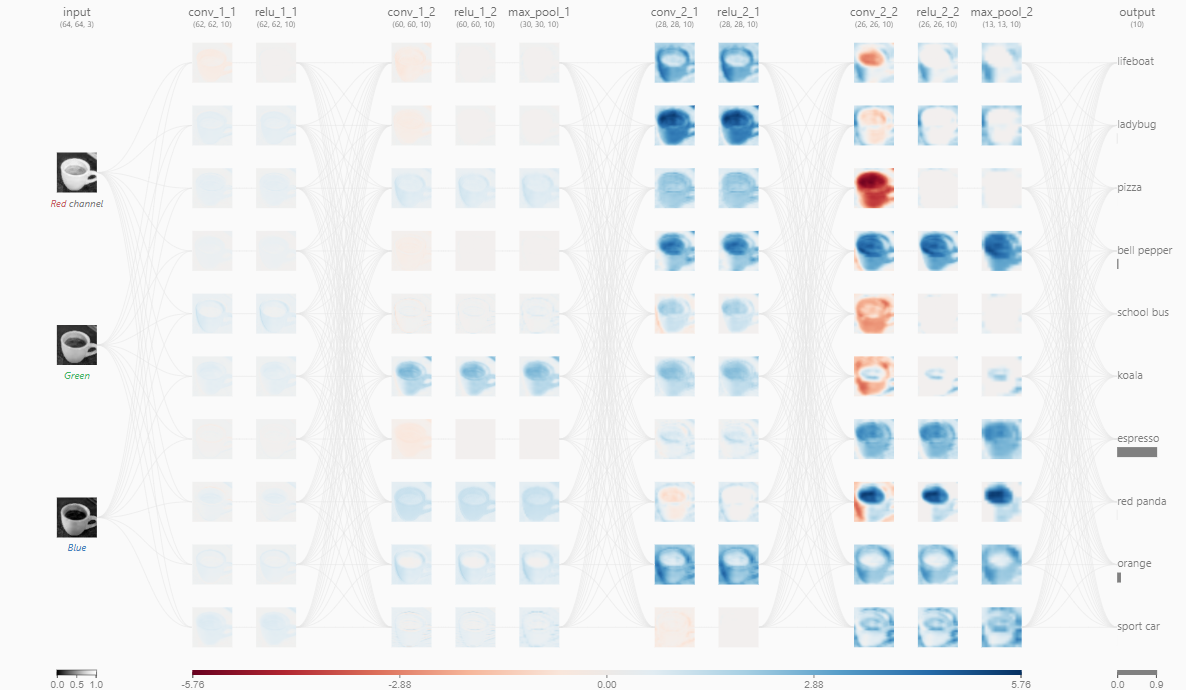 input conv_1_1 relu_1_1 conv_1_2 relu_1_2 max_pool_1 conv_2_1 relu_2_1 conv_2_2 relu_2_2 max_pool_2 output
(64, 64, 3) (62, 62, 10) (62, 62, 10) (60, 60, 10) (60, 60, 10) (30, 30, 10) (28, 28, 10) (28, 28, 10) (26, 26, 10) (26, 26, 10) (13, 13, 10) (10)
lifeboat
ladybug
pizza
Red channel
bell pepper
school bus
Green koala
espresso
red panda
Blue
orange
sport car
0.0 0.5 1.0 -5.76 -2.88 0.00 2.88 5.76 0.0 0.9